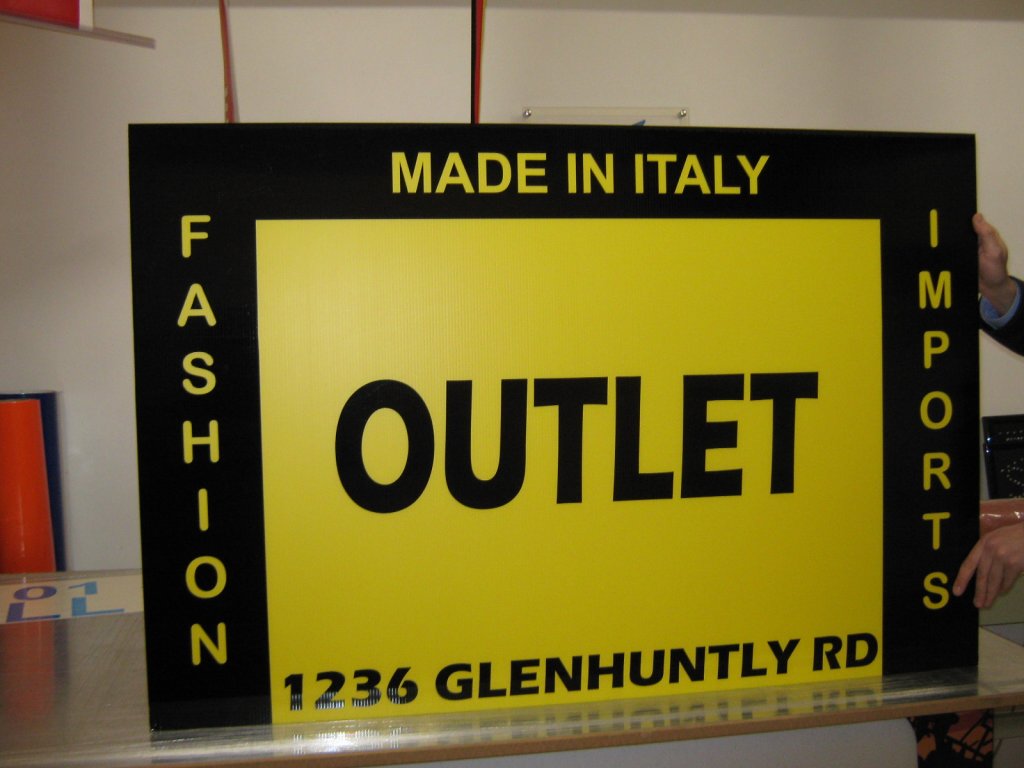 MADE IN ITALY
FASHION
IMPORTS
OUTLET
1236 GLENHUNTLY RD